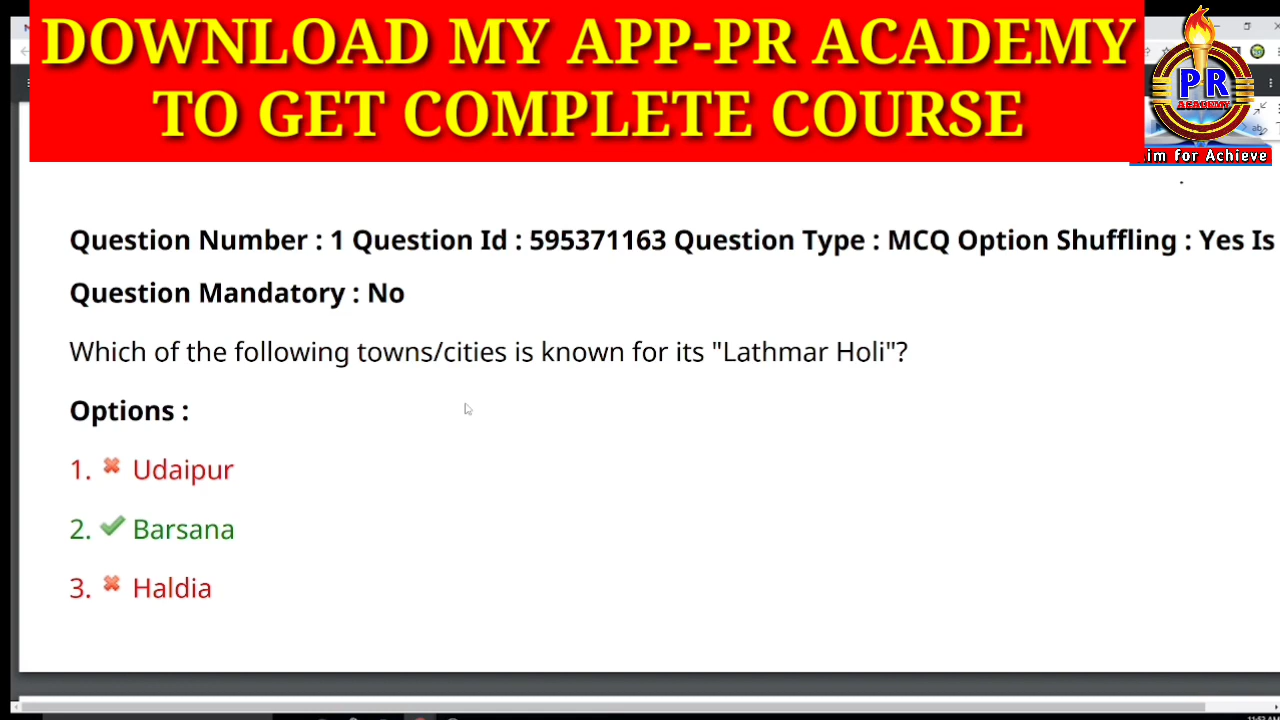 DOWNLOAD MY APP-PR ACADEMY
TO GET COMPLETE COURSE
PR
ACADEMY
im for Achieve
Question Number : 1 Question Id : 595371163 Question Type : MCQ Option Shuffling : Yes Is
Question Mandatory : No
Which of the following towns/cities is known for its "Lathmar Holi"?
Options :
1. Udaipur
2. Barsana
3. Haldia